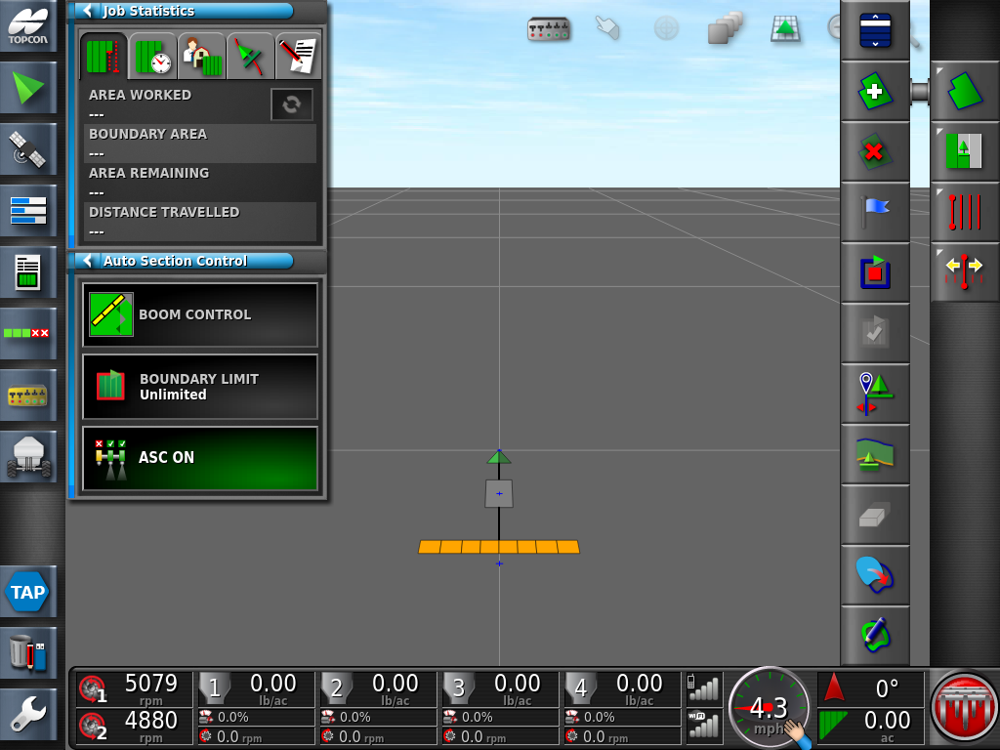 TOPCON
Job Statistics
AREA WORKED
---
BOUNDARY AREA
---
AREA REMAINING
---
DISTANCE TRAVELLED
---
Auto Section Control
BOOM CONTROL
BOUNDARY LIMIT
Unlimited
ASC ON
TAP
1 5079 rpm
2 4880 rpm
1 0.00 lb/ac
0.0%
0.0 rpm
2 0.00 lb/ac
0.0%
0.0 rpm
3 0.00 lb/ac
0.0%
0.0 rpm
4 0.00 lb/ac
0.0%
0.0 rpm
WiFi
4.3
mph
0°
0.00
ac